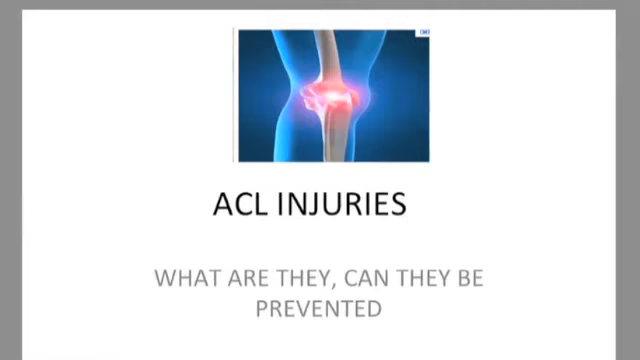 ACL INJURIES
WHAT ARE THEY, CAN THEY BE
PREVENTED